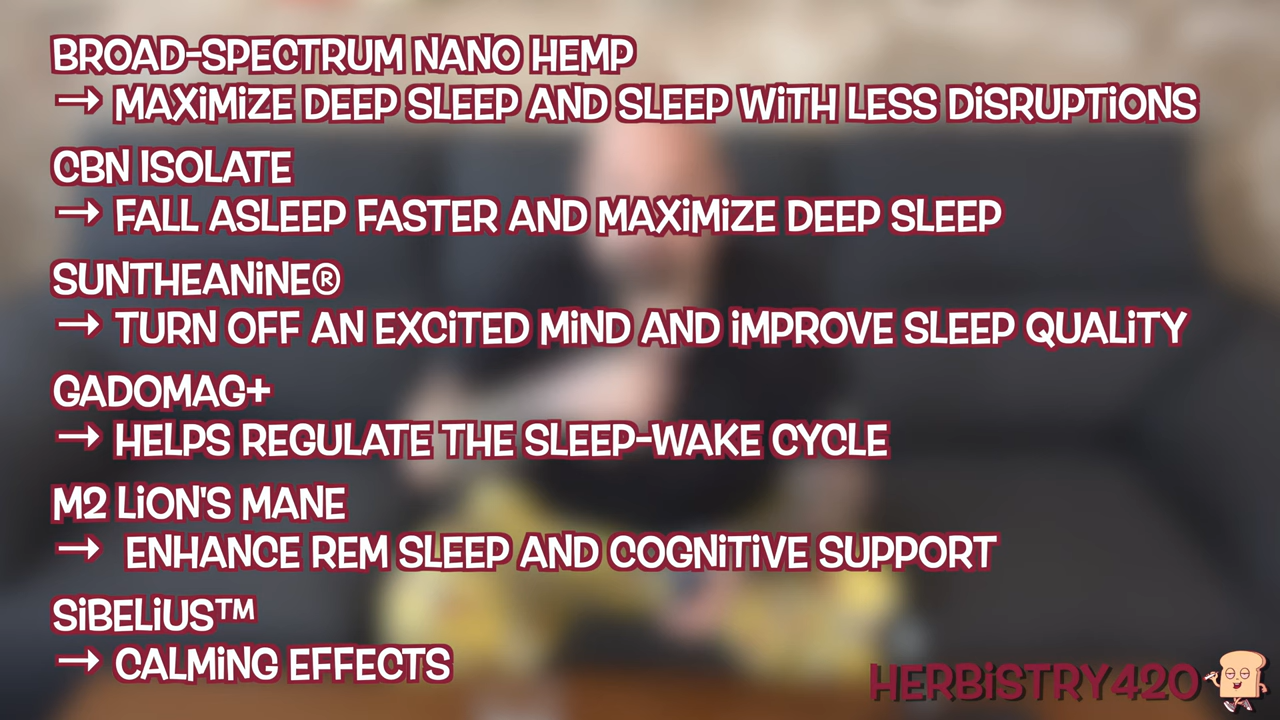 BROAD-SPECTRUM NANO HEMP
→ MAXiMiZE DEEP SLEEP AND SLEEP WiTH LESS DiSRUPTiONS
CBN ISOLATE
→ FALL ASLEEP FASTER AND MAXiMiZE DEEP SLEEP
SUNTHEANiNE®
→ TURN OFF AN EXCiTED MiND AND iMPROVE SLEEP QUALiTY
GADOMAG+
→ HELPS REGULATE THE SLEEP-WAKE CYCLE
M2 LiON'S MANE
→ ENHANCE REM SLEEP AND COGNiTiVE SUPPORT
SiBELiUS™
→ CALMiNG EFFECTS
HERBiSTRY420